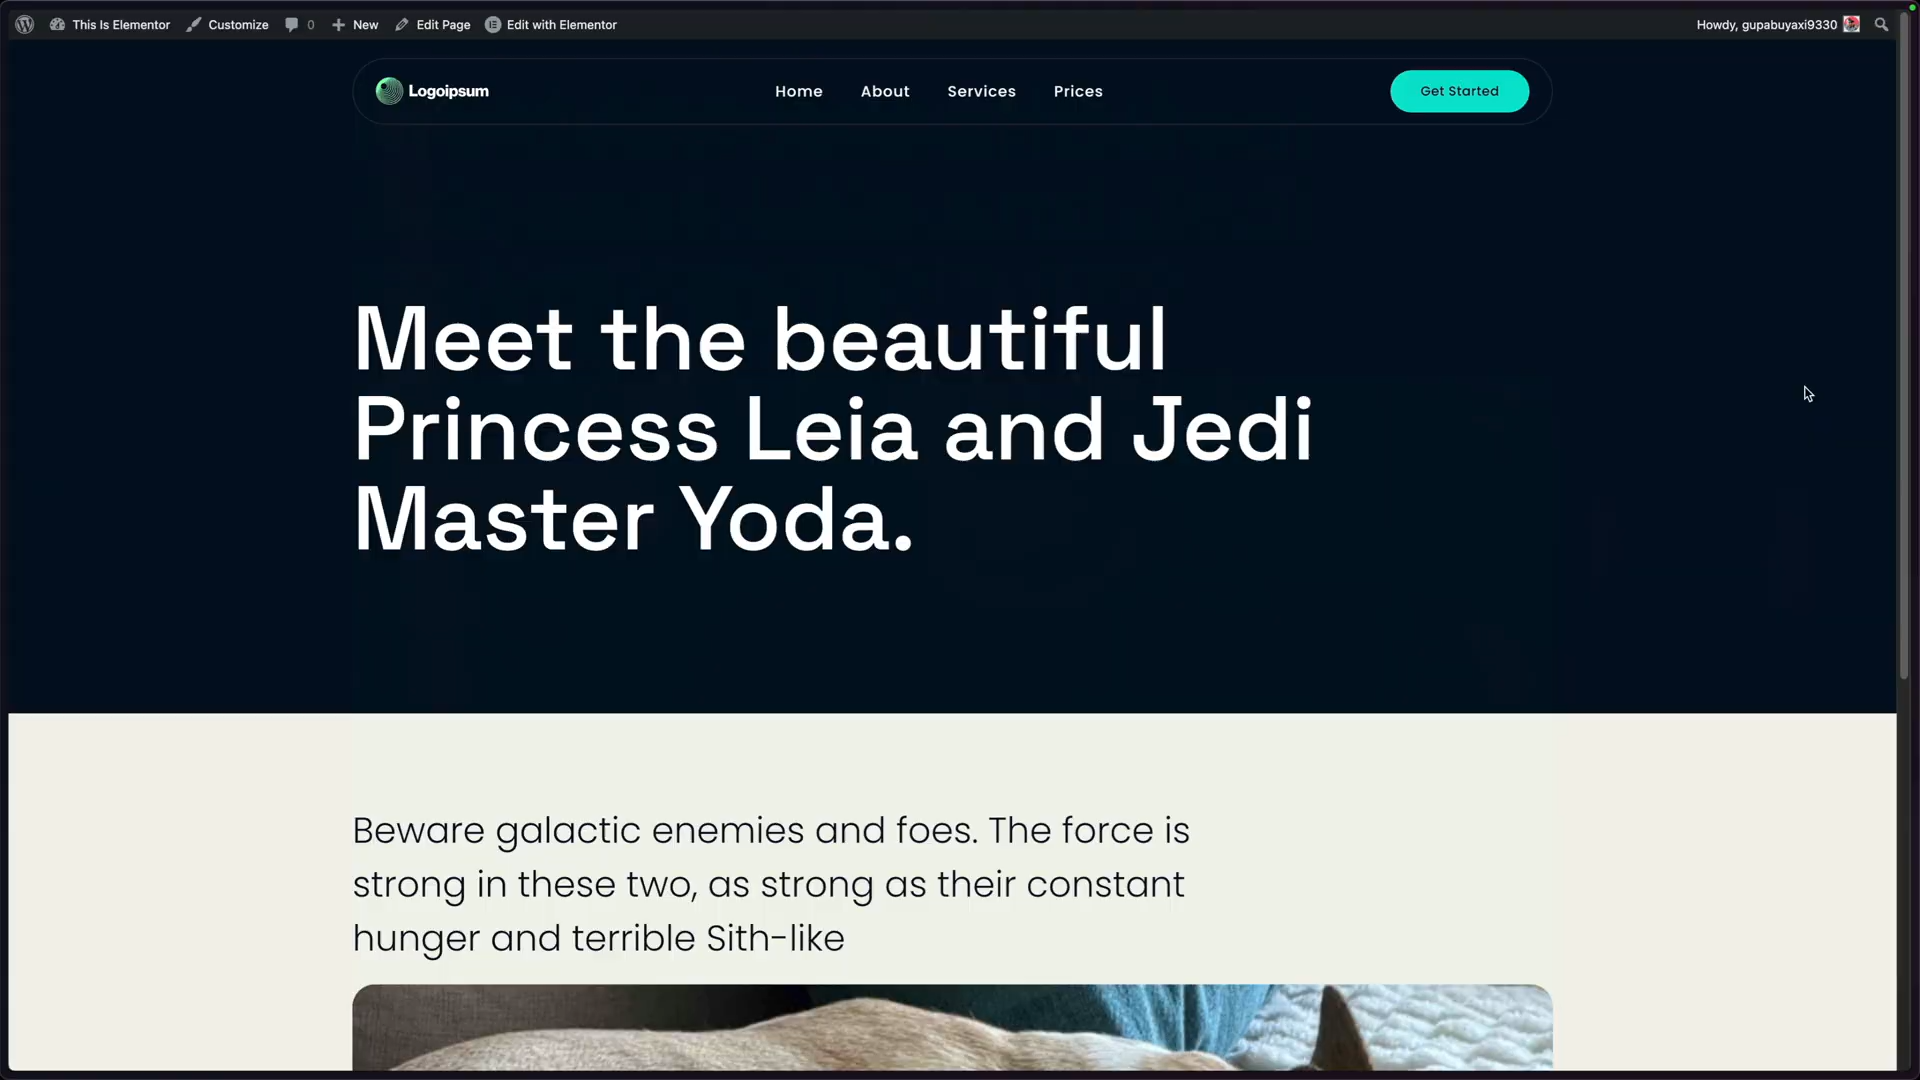 This Is Elementor Customize 0 New Edit Page Edit with Elementor Howdy, gupabuyaxi9330
Logoipsum Home About Services Prices Get Started
Meet the beautiful
Princess Leia and Jedi
Master Yoda.
Beware galactic enemies and foes. The force is
strong in these two, as strong as their constant
hunger and terrible Sith-like